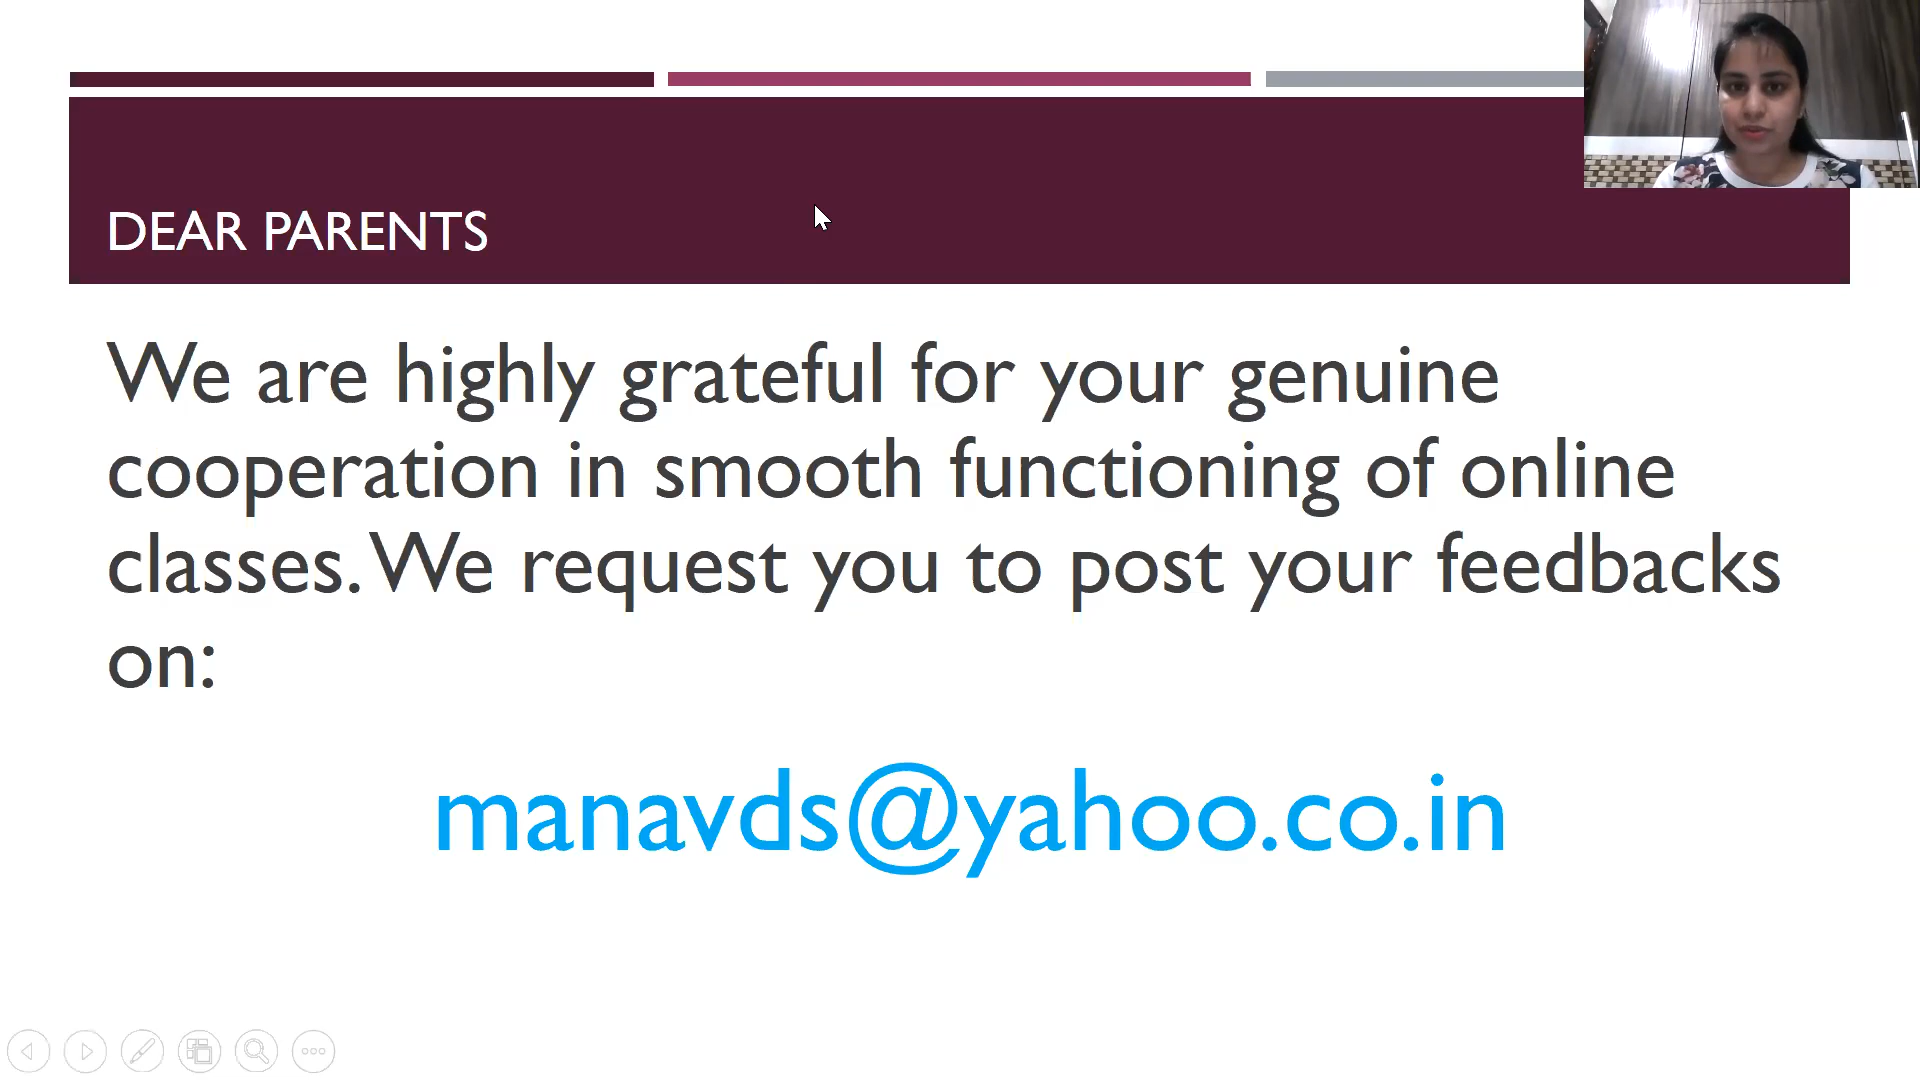 DEAR PARENTS
We are highly grateful for your genuine
cooperation in smooth functioning of online
classes. We request you to post your feedbacks
on:
manavds@yahoo.co.in